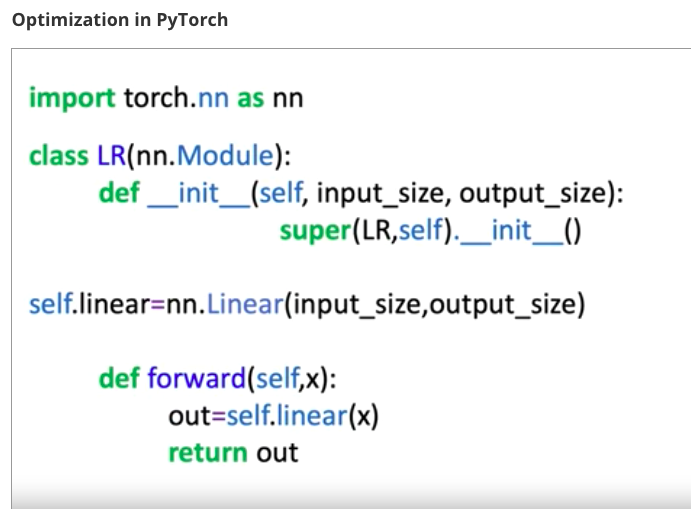 Optimization in PyTorch
import torch.nn as nn
class LR(nn.Module):
def __init__(self, input_size, output_size):
super(LR,self).__init__()
self.linear=nn.Linear(input_size,output_size)
def forward(self,x):
out=self.linear(x)
return out